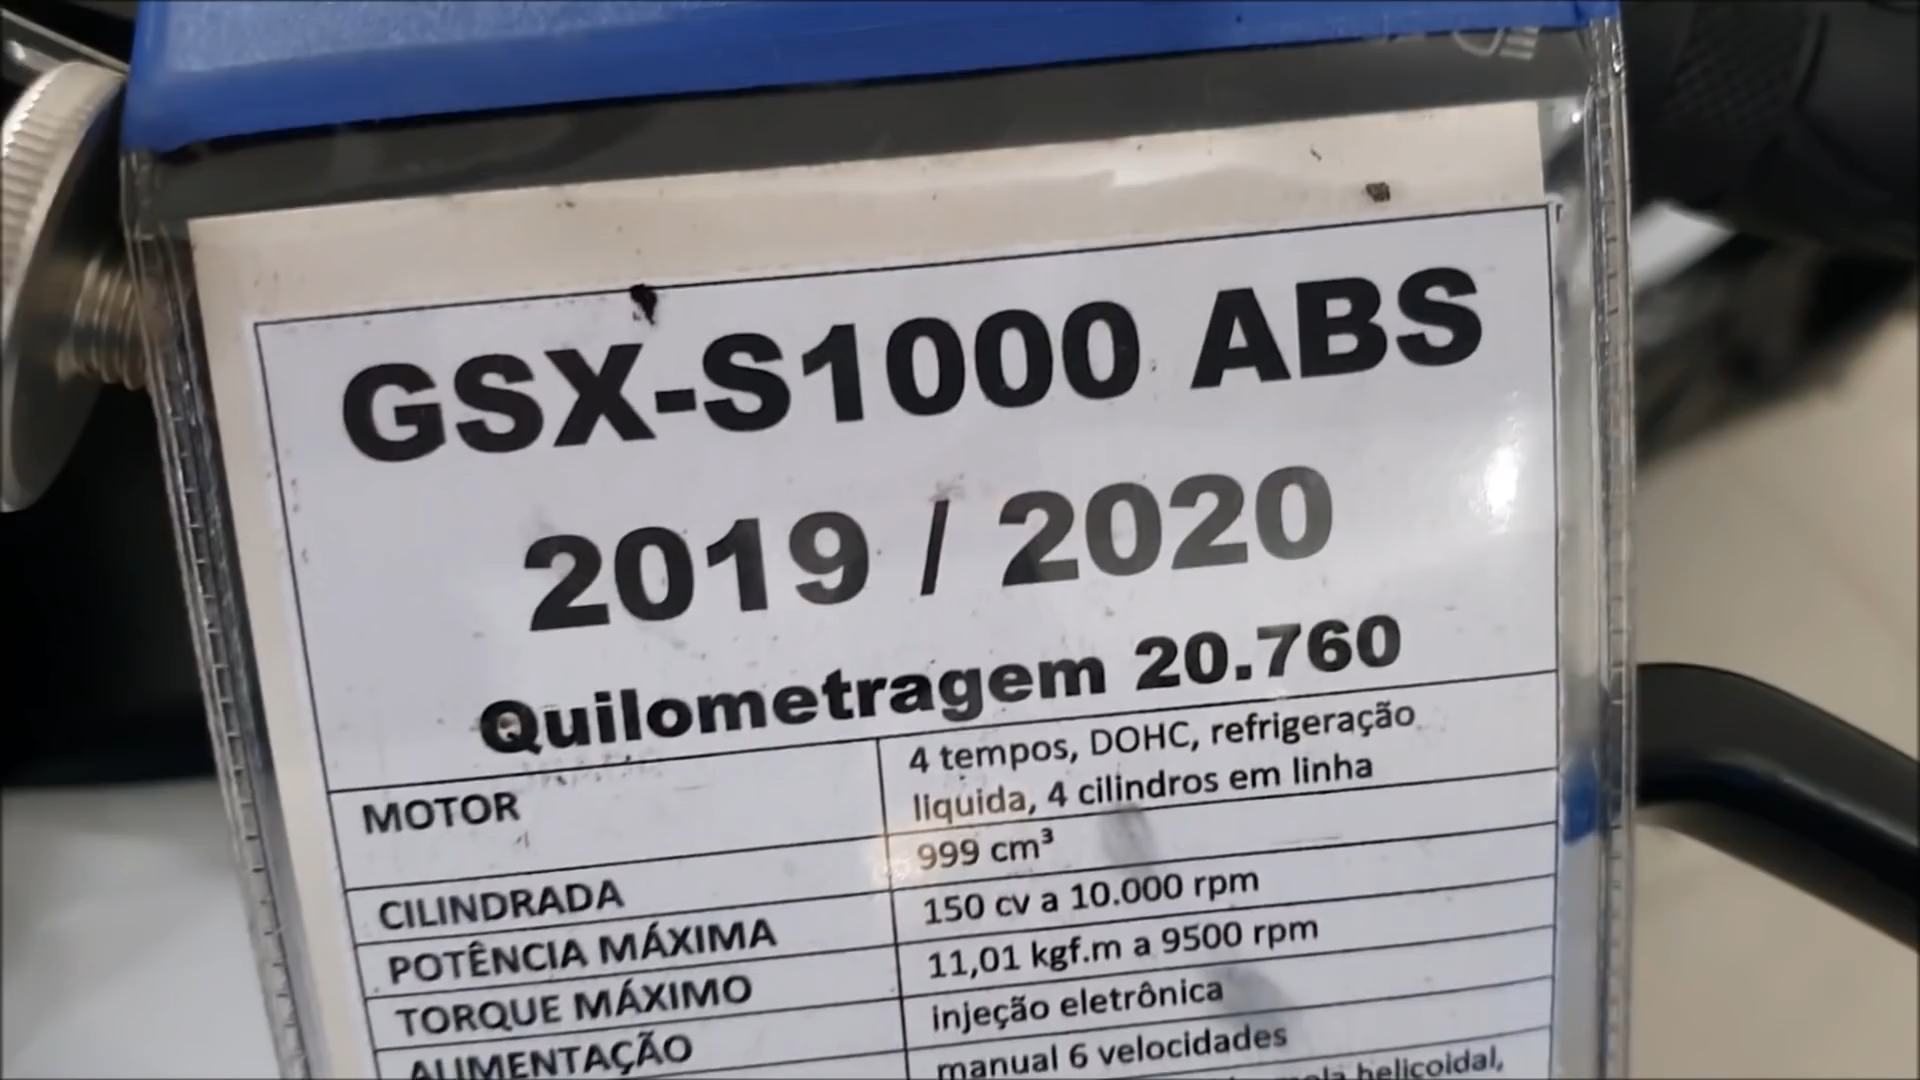 GSX-S1000 ABS
2019 / 2020
Quilometragem 20.760
MOTOR
4 tempos, DOHC, refrigeração
liquida, 4 cilindros em linha
CILINDRADA
999 cm³
POTÊNCIA MÁXIMA
150 cv a 10.000 rpm
TORQUE MÁXIMO
11,01 kgf.m a 9500 rpm
ALIMENTAÇÃO
injeção eletrônica
manual 6 velocidades
helicoidal,